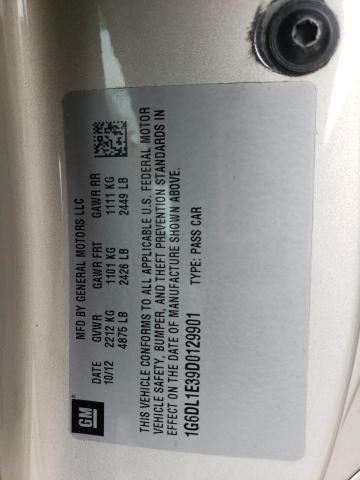 MFD BY GENERAL MOTORS LLC
10/12 GVWR GAWR FRT GAWR RR
2212 KG 1101 KG 1111 KG
4875 LB 2426 LB 2449 LB
THIS VEHICLE CONFORMS TO ALL APPLICABLE U.S. FEDERAL MOTOR
VEHICLE SAFETY, BUMPER, AND THEFT PREVENTION STANDARDS IN
EFFECT ON THE DATE OF MANUFACTURE SHOWN ABOVE.
1G6DL1E39D0129901 TYPE: PASS CAR
GM